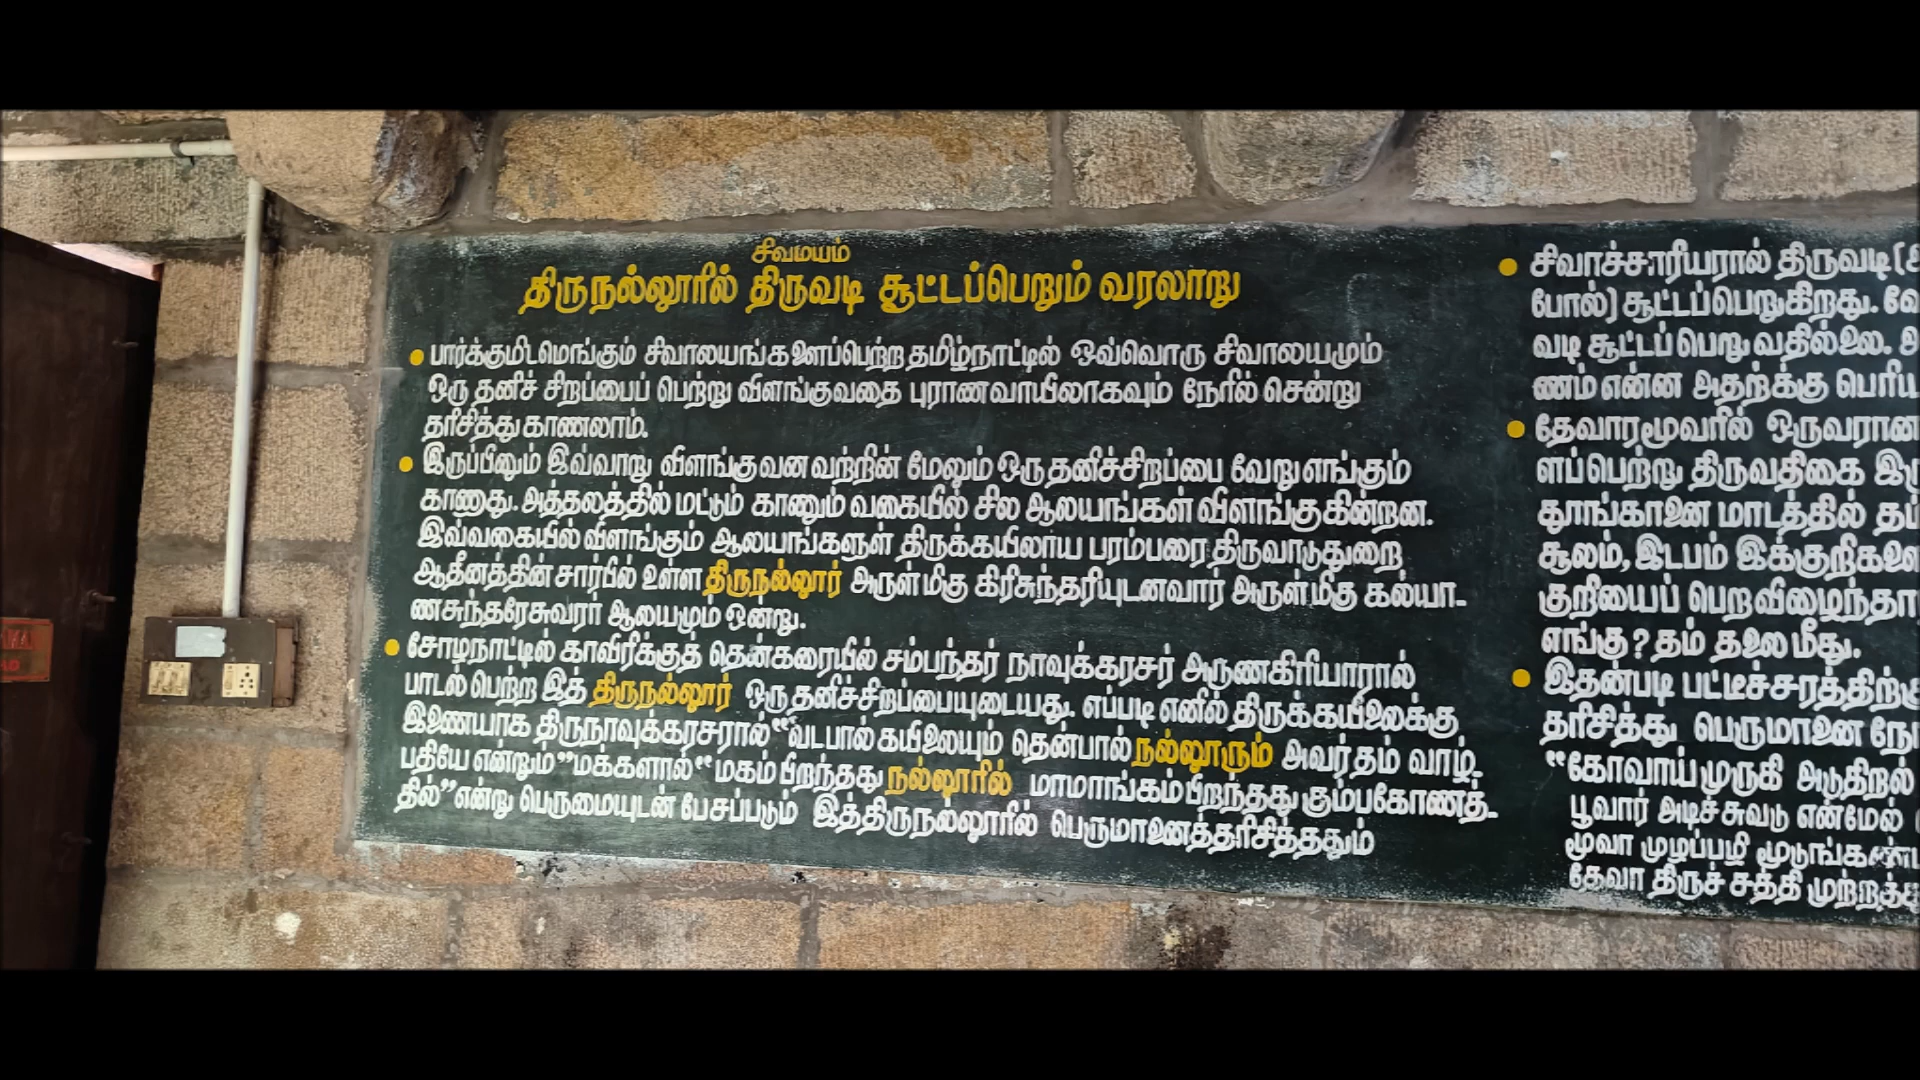 சிவமயம்
திருநல்லூரில் திருவடி சூட்டப்பெறும் வரலாறு
பார்க்குமிடமெங்கும் சிவாலயங்களைப்பெற்ற தமிழ்நாட்டில் ஒவ்வொரு சிவாலயமும்
ஒரு தனிச் சிறப்பைப் பெற்று விளங்குவதை புராணவாயிலாகவும் நேரில் சென்று
தரிசித்து காணலாம்.
இருப்பினும் இவ்வாறு விளங்குவனவற்றின் மேலும் ஒரு தனிச்சிறப்பை வேறு எங்கும்
காணாது. அத்தலத்தில் மட்டும் காணும் வகையில் சில ஆலயங்கள் விளங்குகின்றன.
இவ்வகையில் விளங்கும் ஆலயங்களுள் திருக்கயிலாய பரம்பரை திருவாடுதுறை
ஆதீனத்தின் சார்பில் உள்ள திருநல்லூர் அருள்மிகு கிரிசுந்தரியுடனவார் அருள்மிகு கல்யா-
ணசுந்தரேசுவரர் ஆலயமும் ஒன்று.
சோழநாட்டில் காவிரிக்குத் தென்கரையில் சம்பந்தர் நாவுக்கரசர் அருணகிரியாரால்
பாடல் பெற்ற இத் திருநல்லூர் ஒரு தனிச்சிறப்பையுடையது. எப்படி எனில் திருக்கயிலைக்கு
இணையாக திருநாவுக்கரசரால் "வடபால் கயிலையும் தென்பால் நல்லூரும் அவர்தம் வாழ்-
பதியே என்றும்" மக்களால் "மகம் பிறந்தது நல்லூரில் மாமாங்கம் பிறந்தது கும்பகோணத்-
தில்" என்று பெருமையுடன் பேசப்படும் இத்திருநல்லூரில் பெருமானைத்தரிசித்ததும்
சிவாச்சாரியரால் திருவடி
போல்) சூட்டப்பெறுகிறது.
வடி சூட்டப் பெறுவதில்லை.
ணம் என்ன அதற்க்கு
தேவாரமூவரில் ஒருவரான
ளப்பெற்று திருவதிகை
தூங்கானை மாடத்தில்
சூலம், இடபம்
குறியைப் பெற
எங்கு? தம் தலை மீது.
இதன்படி
தரிசித்து பெருமானை
"கோவாய் முருகி அடுதிறல்
பூவார் அடிச்சுவடு என்மேல்
மூவா முழப்பழி
தேவா திருச் சத்தி